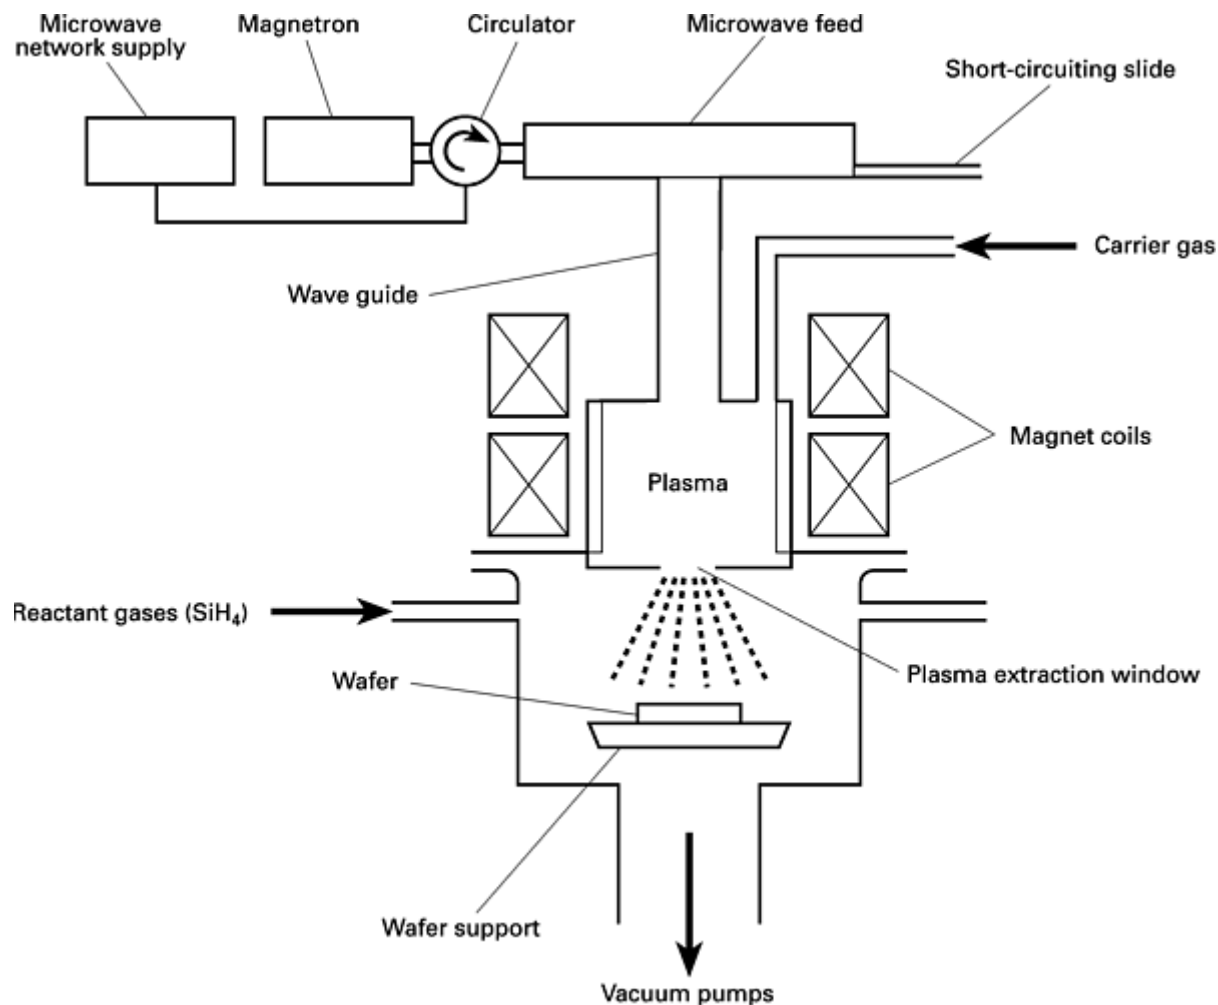 Microwave
network supply
Magnetron
Circulator
Microwave feed
Short-circuiting slide
Carrier gas
Wave guide
Magnet coils
Plasma
Reactant gases (SiH₄)
Plasma extraction window
Wafer
Wafer support
Vacuum pumps